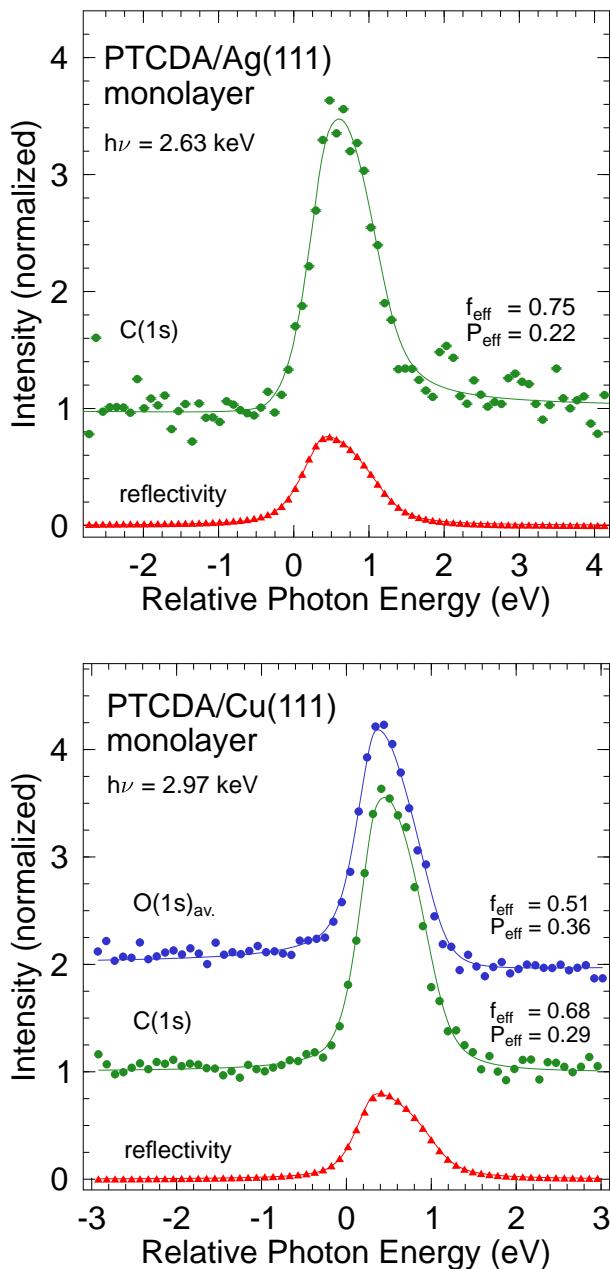 PTCDA/Ag(111)
monolayer
hν = 2.63 keV
C(1s)
f_eff = 0.75
P_eff = 0.22
reflectivity
Intensity (normalized)
4
3
2
1
0
-2 -1 0 1 2 3 4
Relative Photon Energy (eV)
PTCDA/Cu(111)
monolayer
hν = 2.97 keV
O(1s)av.
f_eff = 0.51
P_eff = 0.36
C(1s)
f_eff = 0.68
P_eff = 0.29
reflectivity
Intensity (normalized)
4
3
2
1
0
-3 -2 -1 0 1 2 3
Relative Photon Energy (eV)